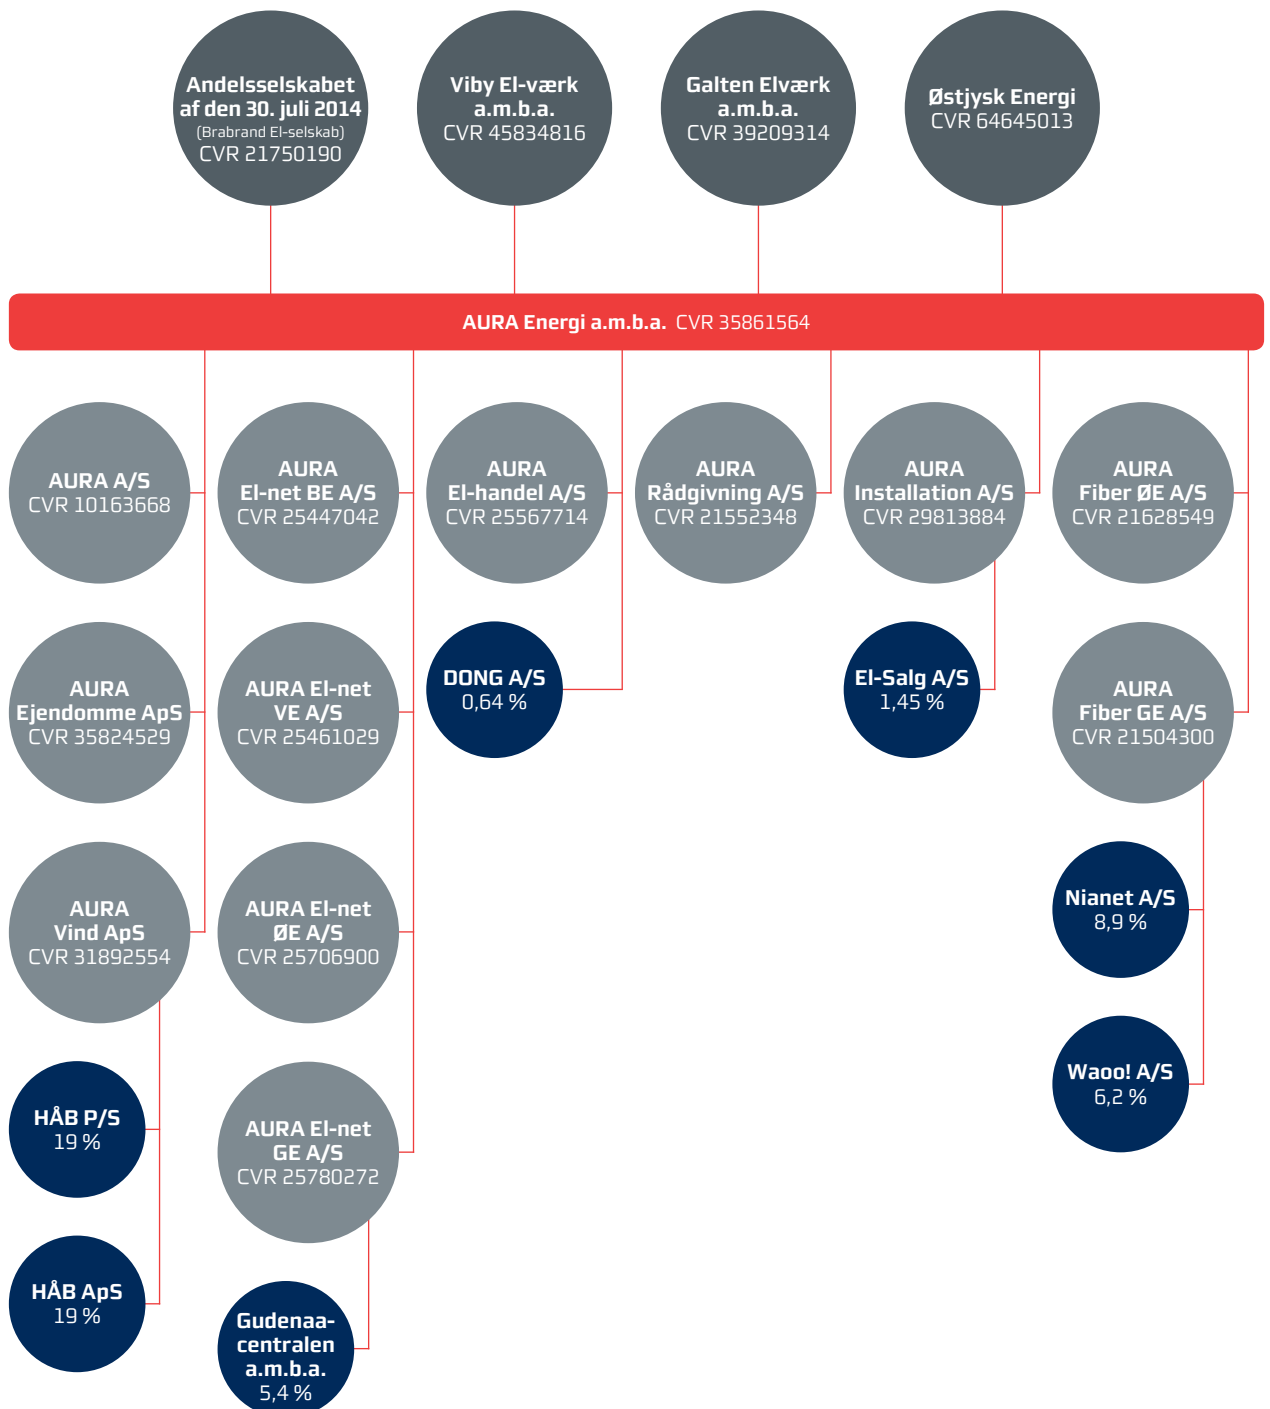 Andelsselskabet
af den 30. juli 2014
(Brabrand El-selskab)
CVR 21750190
Viby El-værk
a.m.b.a.
CVR 45834816
Galten Elværk
a.m.b.a.
CVR 39209314
Østjysk Energi
CVR 64645013
AURA Energi a.m.b.a. CVR 35861564
AURA A/S
CVR 10163668
AURA
El-net BE A/S
CVR 25447042
AURA
El-handel A/S
CVR 25567714
AURA
Rådgivning A/S
CVR 21552348
AURA
Installation A/S
CVR 29813884
AURA
Fiber ØE A/S
CVR 21628549
AURA
Ejendomme ApS
CVR 35824529
AURA El-net
VE A/S
CVR 25461029
DONG A/S
0,64 %
El-Salg A/S
1,45 %
AURA
Fiber GE A/S
CVR 21504300
AURA
Vind ApS
CVR 31892554
AURA El-net
ØE A/S
CVR 25706900
Nianet A/S
8,9 %
HÅB P/S
19 %
AURA El-net
GE A/S
CVR 25780272
Waoo! A/S
6,2 %
HÅB ApS
19 %
Gudenaa-
centralen
a.m.b.a.
5,4 %